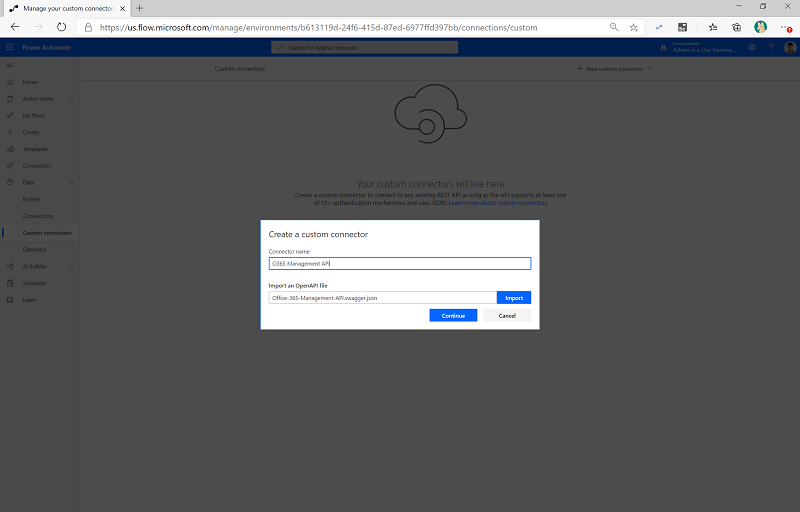 Manage your custom connectors
https://us.flow.microsoft.com/manage/environments/b613119d-24f6-415d-87ed-6977ffd397bb/connections/custom
Power Automate
Search for helpful resources
Admin in a Day Training...
Custom connectors
New custom connector
Home
Action items
My flows
Create
Templates
Connectors
Data
Entities
Connections
Custom connectors
Gateways
AI Builder
Solutions
Learn
Your custom connectors will live here
Create a custom connector to connect to any existing REST API as long as the API supports at least one
of 10+ authentication mechanisms and uses JSON. Learn more about custom connectors
Create a custom connector
Connector name
O365 Management API
Import an OpenAPI file
Office-365-Management-API.swagger.json
Import
Continue
Cancel